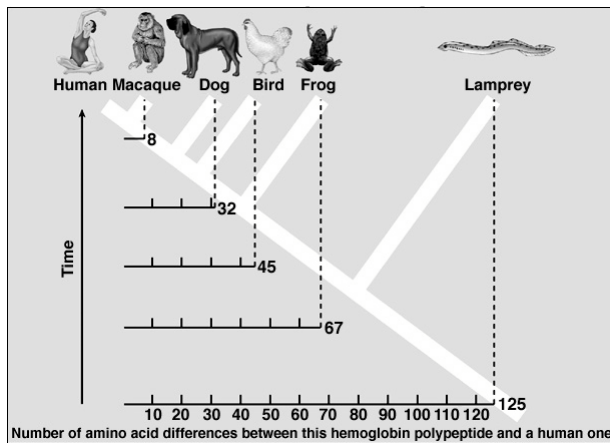 Human Macaque Dog Bird Frog Lamprey
8
32
45
67
125
Time
10 20 30 40 50 60 70 80 90 100 110 120
Number of amino acid differences between this hemoglobin polypeptide and a human one